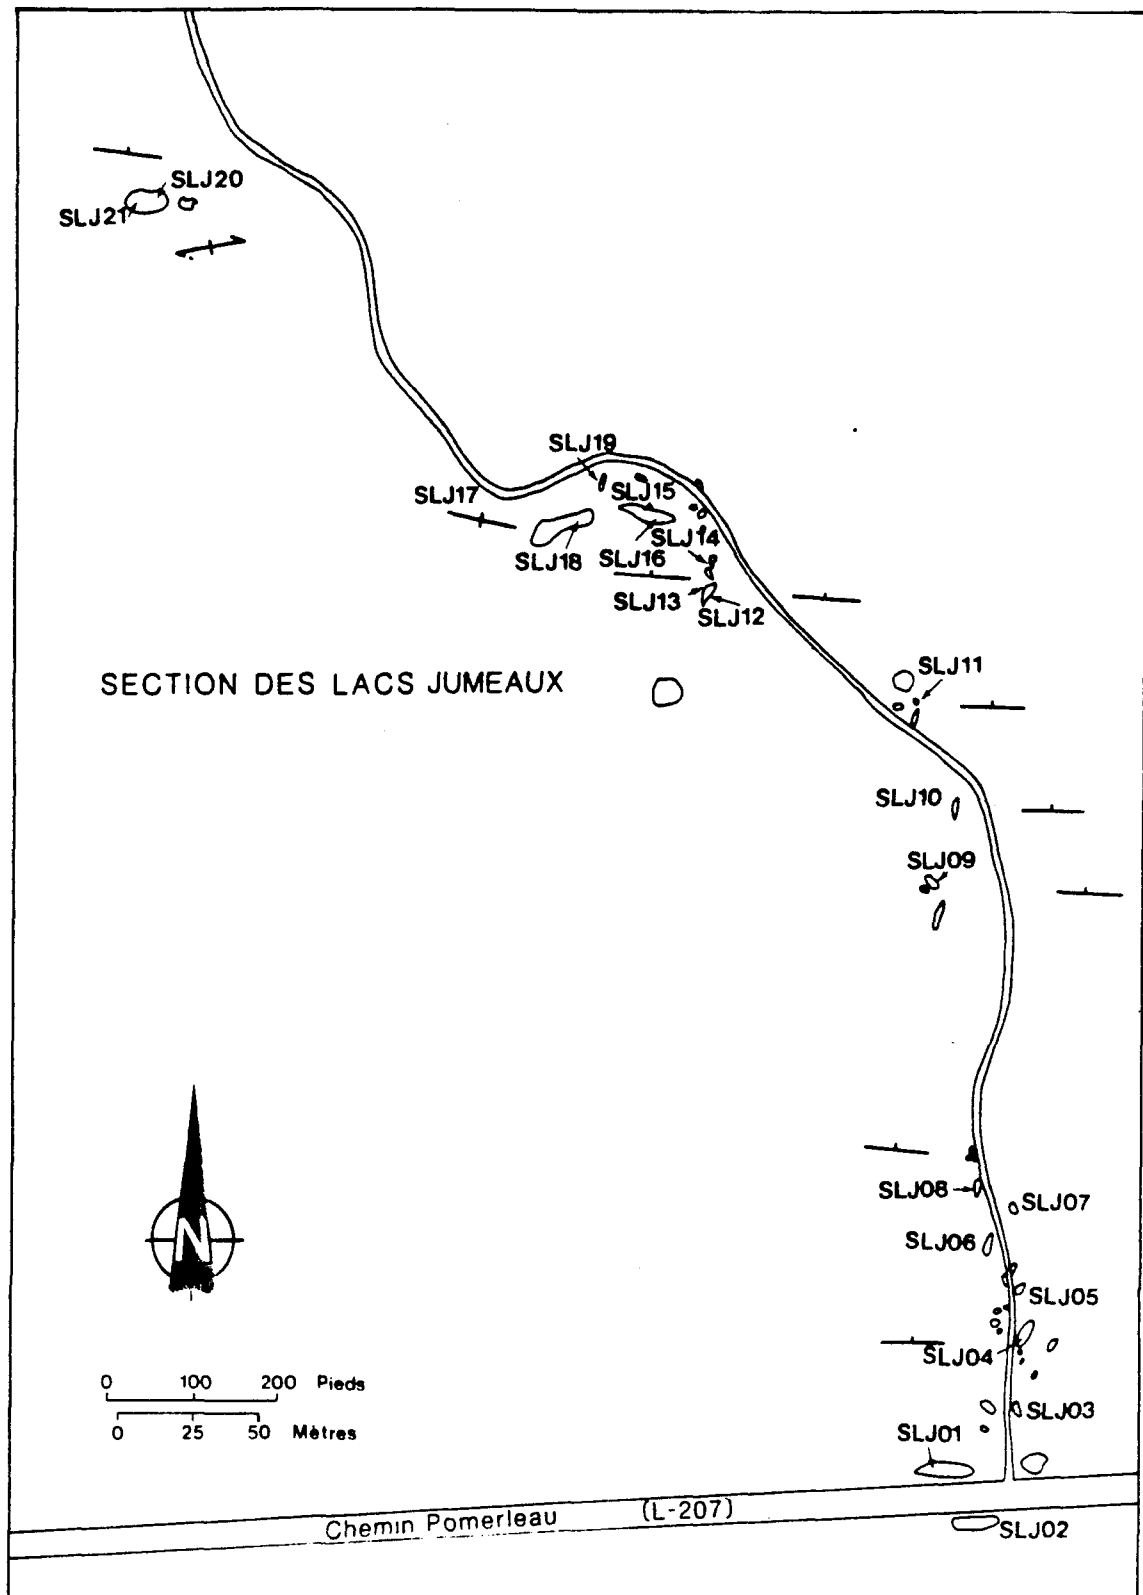 SLJ20
SLJ21
SLJ19
SLJ17
SLJ15
SLJ14
SLJ18
SLJ16
SLJ13
SLJ12
SECTION DES LACS JUMEAUX
SLJ11
SLJ10
SLJ09
SLJ08
SLJ07
SLJ06
N
SLJ05
SLJ04
0 100 200 Pieds
SLJ03
0 25 50 Mètres
SLJ01
Chemin Pomerleau (L-207)
SLJ02